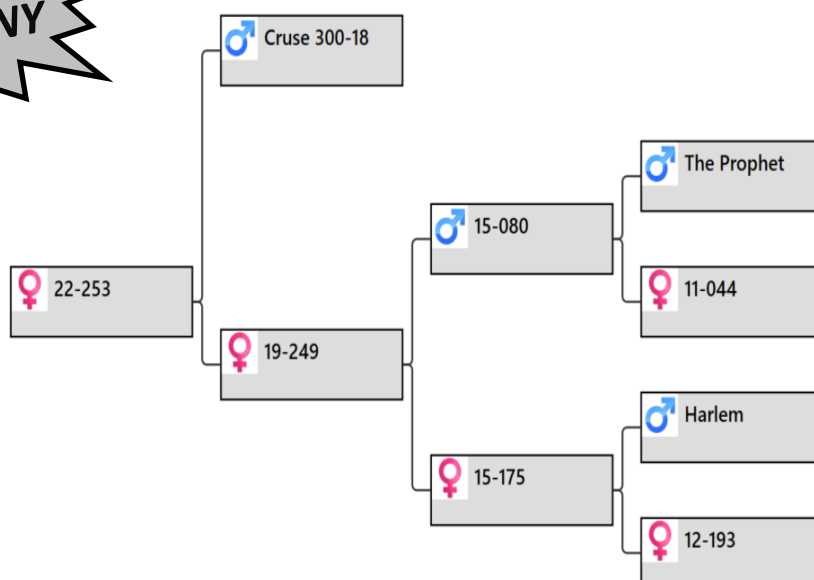 NY
Cruse 300-18
The Prophet
15-080
22-253
11-044
19-249
Harlem
15-175
12-193